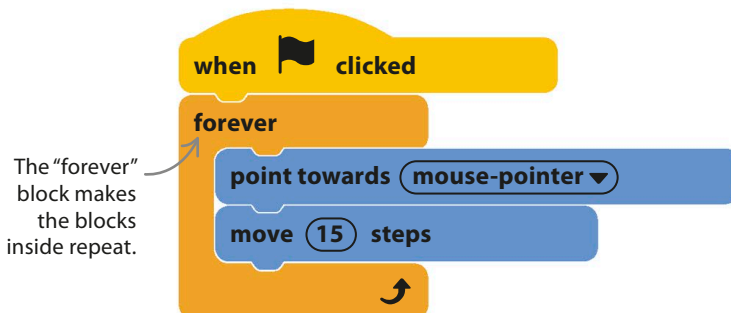 when clicked
forever
The “forever”
block makes
the blocks
inside repeat.
point towards mouse-pointer
move 15 steps